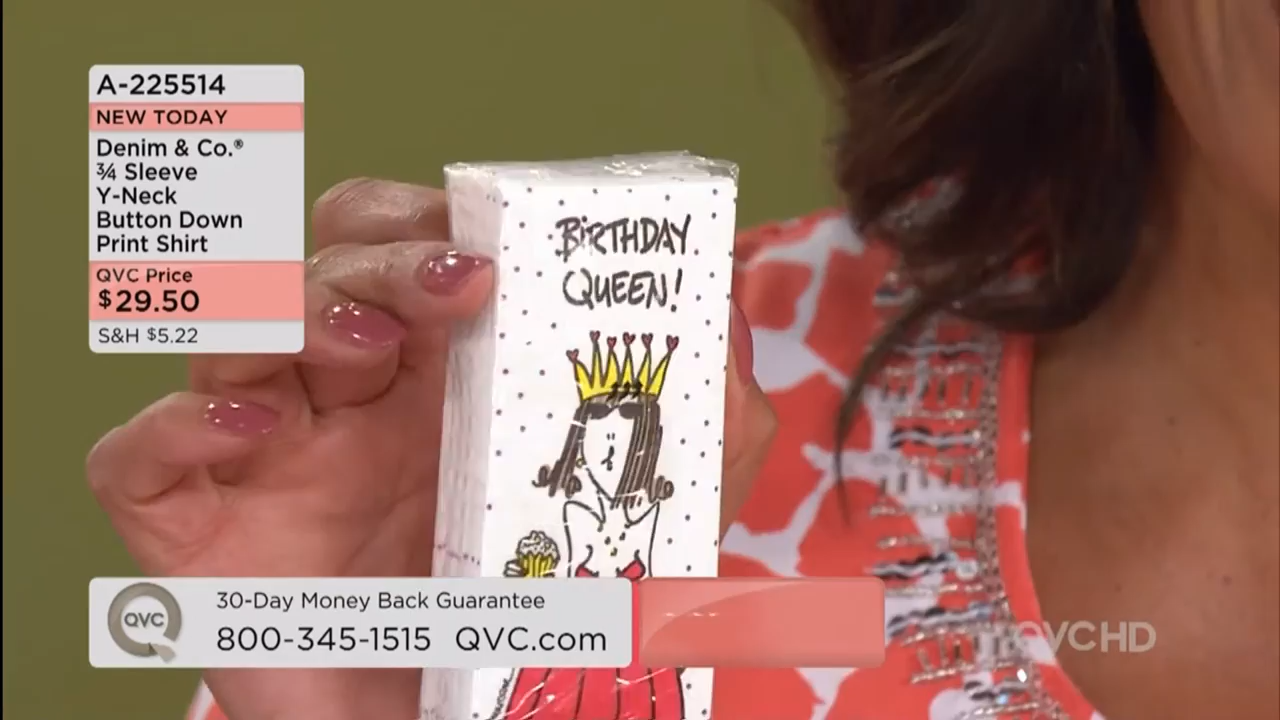 A-225514
NEW TODAY
Denim & Co.®
¾ Sleeve
Y-Neck
Button Down
Print Shirt
QVC Price
$29.50
S&H $5.22
BIRTHDAY
QUEEN!
QVC
30-Day Money Back Guarantee
800-345-1515 QVC.com
QVCHD